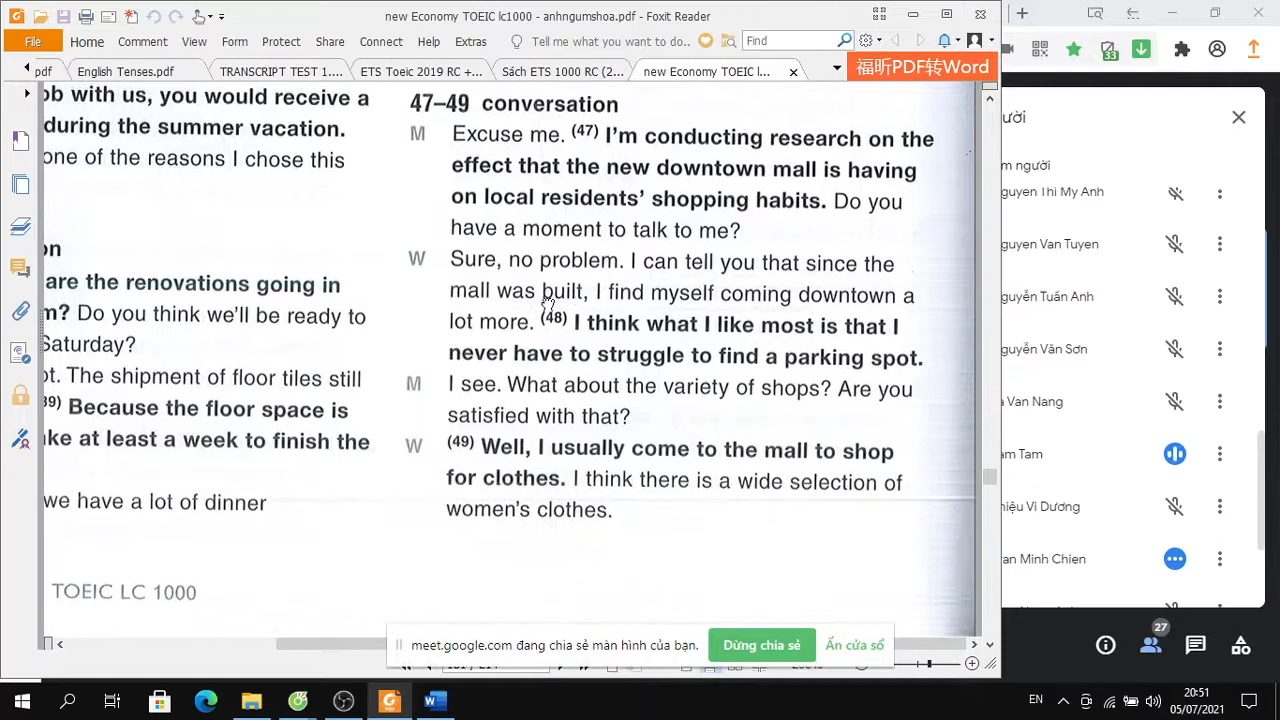 new Economy TOEIC lc1000 - anhngumshoa.pdf - Foxit Reader
File Home Comment View Form Protect Share Connect Help Extras Tell me what you want to do.. Find
pdf English Tenses.pdf TRANSCRIPT TEST 1.... ETS Toeic 2019 RC +... Sách ETS 1000 RC (2... new Economy TOEIC l... 福昕PDF转Word
33
ob with us, you would receive a
during the summer vacation.
one of the reasons I chose this
on
are the renovations going in
m? Do you think we'll be ready to
Saturday?
ot. The shipment of floor tiles still
39) Because the floor space is
ake at least a week to finish the
we have a lot of dinner
TOEIC LC 1000
47–49 conversation
M Excuse me. (47) I'm conducting research on the
effect that the new downtown mall is having
on local residents' shopping habits. Do you
have a moment to talk to me?
W Sure, no problem. I can tell you that since the
mall was built, I find myself coming downtown a
lot more. (48) I think what I like most is that I
never have to struggle to find a parking spot.
M I see. What about the variety of shops? Are you
satisfied with that?
W (49) Well, I usually come to the mall to shop
for clothes. I think there is a wide selection of
women's clothes.
gười
m người
guyen Thi My Anh
guyen Van Tuyen
guyễn Tuấn Anh
guyễn Văn Sơn
a Van Nang
am Tam
hiệu Vi Dương
an Minh Chien
27
meet.google.com đang chia sẻ màn hình của bạn. Dừng chia sẻ Ẩn cửa sổ
EN 20:51
05/07/2021